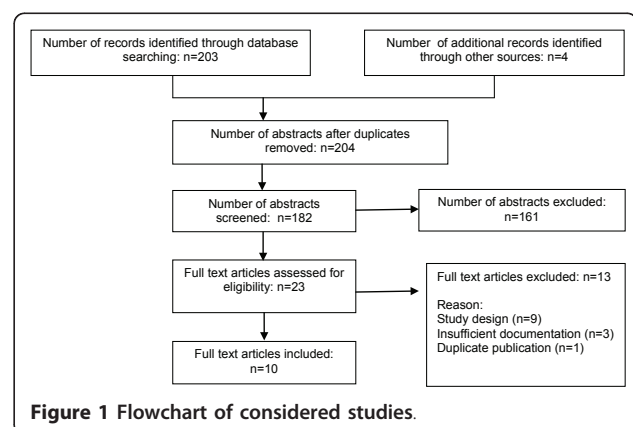 Number of records identified through database
searching: n=203
Number of additional records identified
through other sources: n=4
Number of abstracts after duplicates
removed: n=204
Number of abstracts
screened: n=182
Number of abstracts excluded:
n=161
Full text articles assessed for
eligibility: n=23
Full text articles excluded: n=13
Reason:
Study design (n=9)
Insufficient documentation (n=3)
Duplicate publication (n=1)
Full text articles included:
n=10
Figure 1 Flowchart of considered studies.